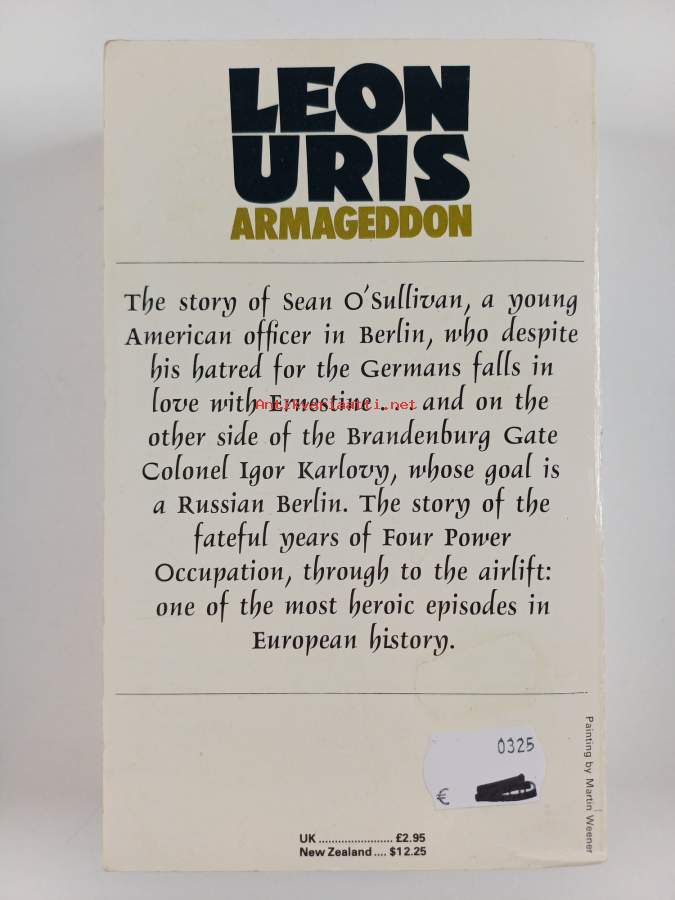 LEON
URIS
ARMAGEDDON
The story of Sean O'Sullivan, a young
American officer in Berlin, who despite
his hatred for the Germans falls in
love with Ernestine . . . and on the
Antikvariaatti.net
other side of the Brandenburg Gate
Colonel Igor Karlovy, whose goal is
a Russian Berlin. The story of the
fateful years of Four Power
Occupation, through to the airlift:
one of the most heroic episodes in
European history.
Painting by Martin Weener
0325
€
UK ....................... £2.95
New Zealand .... $12.25